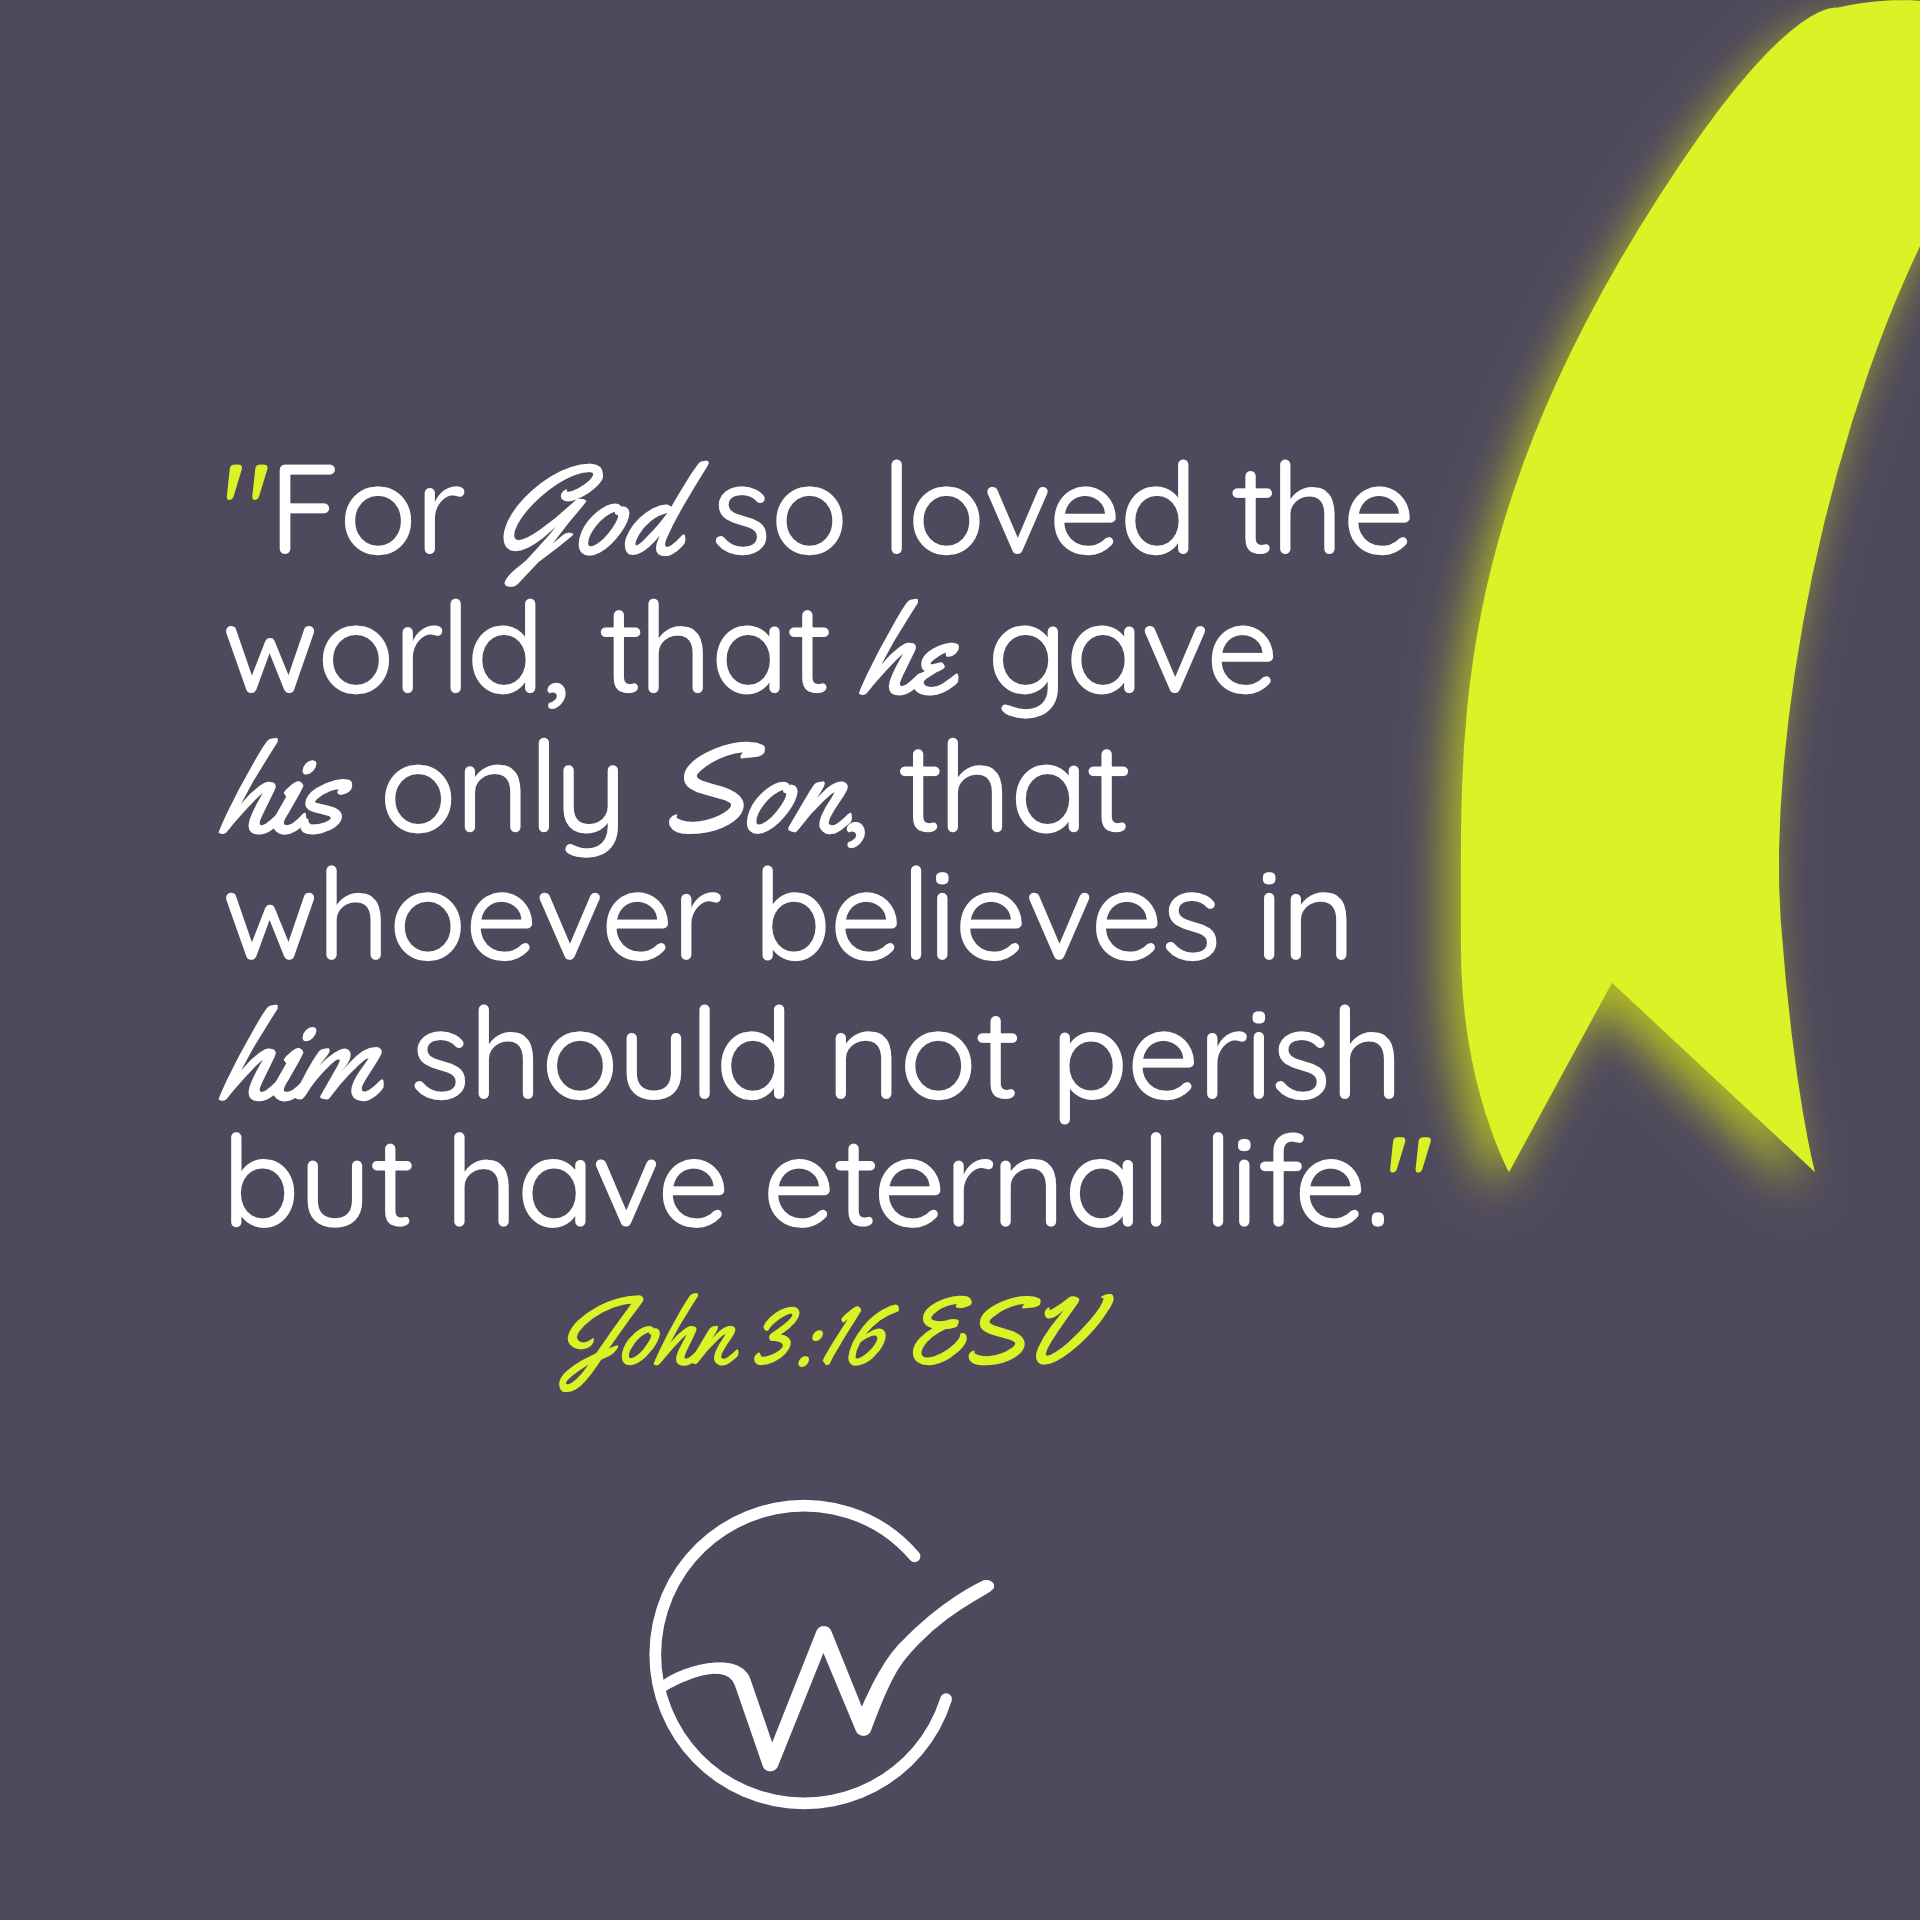 "For God so loved the
world, that he gave
his only Son, that
whoever believes in
him should not perish
but have eternal life."
John 3:16 ESV
W